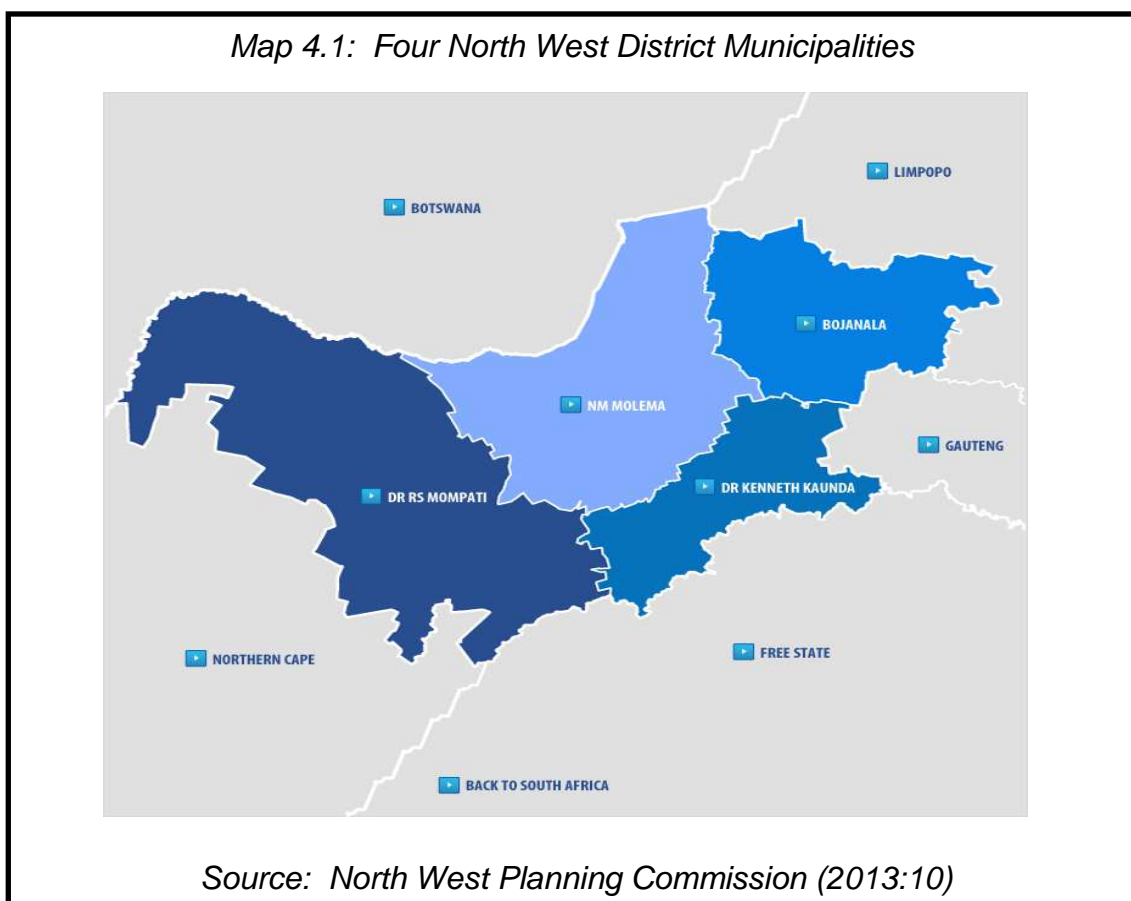 Map 4.1: Four North West District Municipalities
LIMPOPO
BOTSWANA
BOJANALA
NM MOLEMA
GAUTENG
DR KENNETH KAUNDA
DR RS MOMPATI
FREE STATE
NORTHERN CAPE
BACK TO SOUTH AFRICA
Source: North West Planning Commission (2013:10)